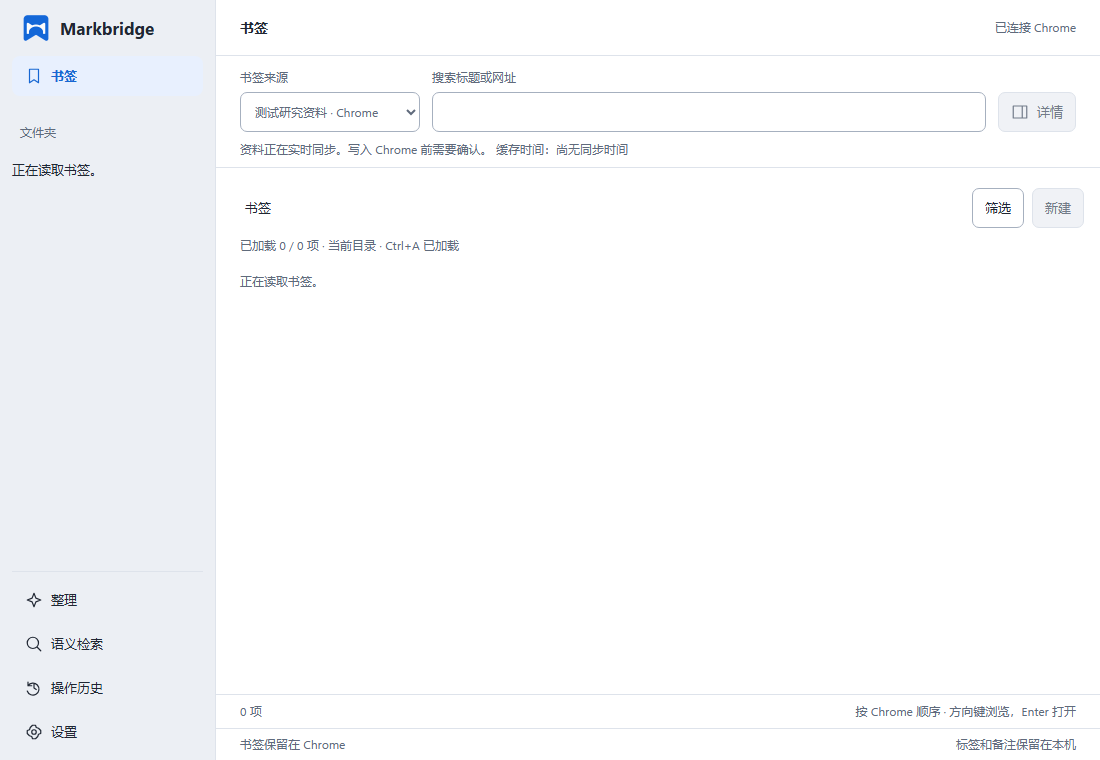 Markbridge
书签
文件夹
正在读取书签。
整理
语义检索
操作历史
设置
书签
已连接 Chrome
书签来源
搜索标题或网址
测试研究资料 · Chrome
详情
资料正在实时同步。写入 Chrome 前需要确认。 缓存时间：尚无同步时间
书签
筛选
新建
已加载 0 / 0 项 · 当前目录 · Ctrl+A 已加载
正在读取书签。
0 项
按 Chrome 顺序 · 方向键浏览，Enter 打开
书签保留在 Chrome
标签和备注保留在本机